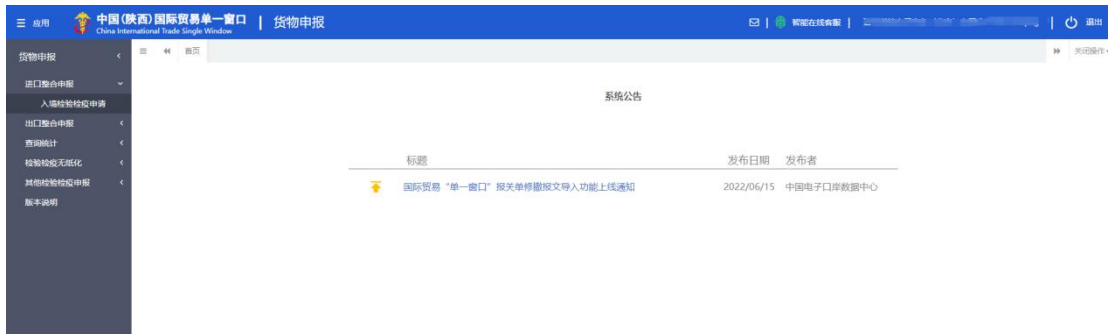 应用
中国(陕西)国际贸易单一窗口 | 货物申报
China International Trade Single Window
智能在线客服 |
退出
货物申报
首页
关闭操作
进口整合申报
入境检验检疫申请
出口整合申报
查询统计
检验检疫无纸化
其他检验检疫申报
版本说明
系统公告
标题 发布日期 发布者
国际贸易“单一窗口”报关单修撤报文导入功能上线通知 2022/06/15 中国电子口岸数据中心